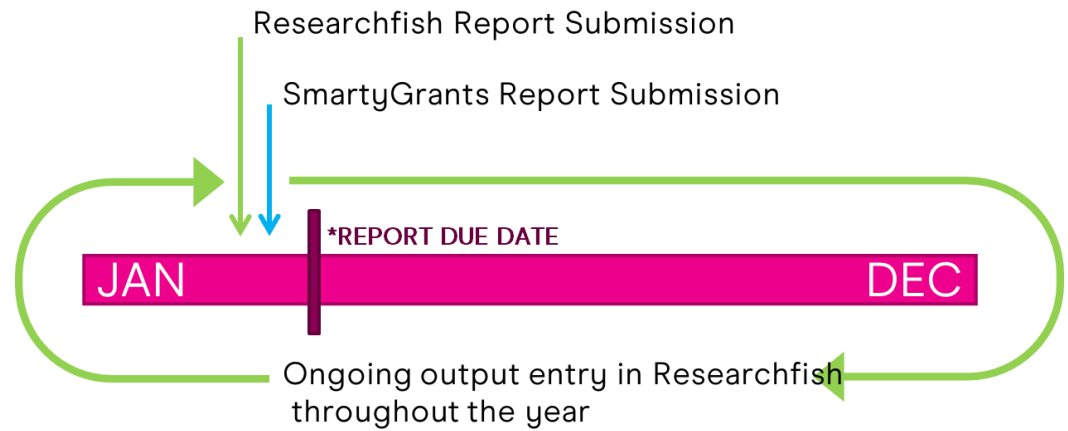 Researchfish Report Submission
SmartyGrants Report Submission
*REPORT DUE DATE
JAN
DEC
Ongoing output entry in Researchfish
throughout the year